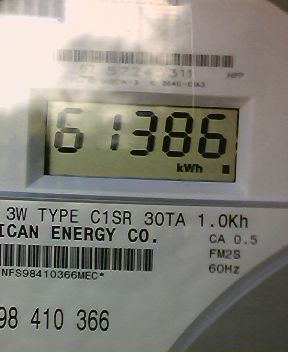 61386
kWh
3W TYPE C1SR 30TA 1.0Kh
ICAN ENERGY CO.
CA 0.5
FM2S
60Hz
NFS98410366MEC*
98 410 366